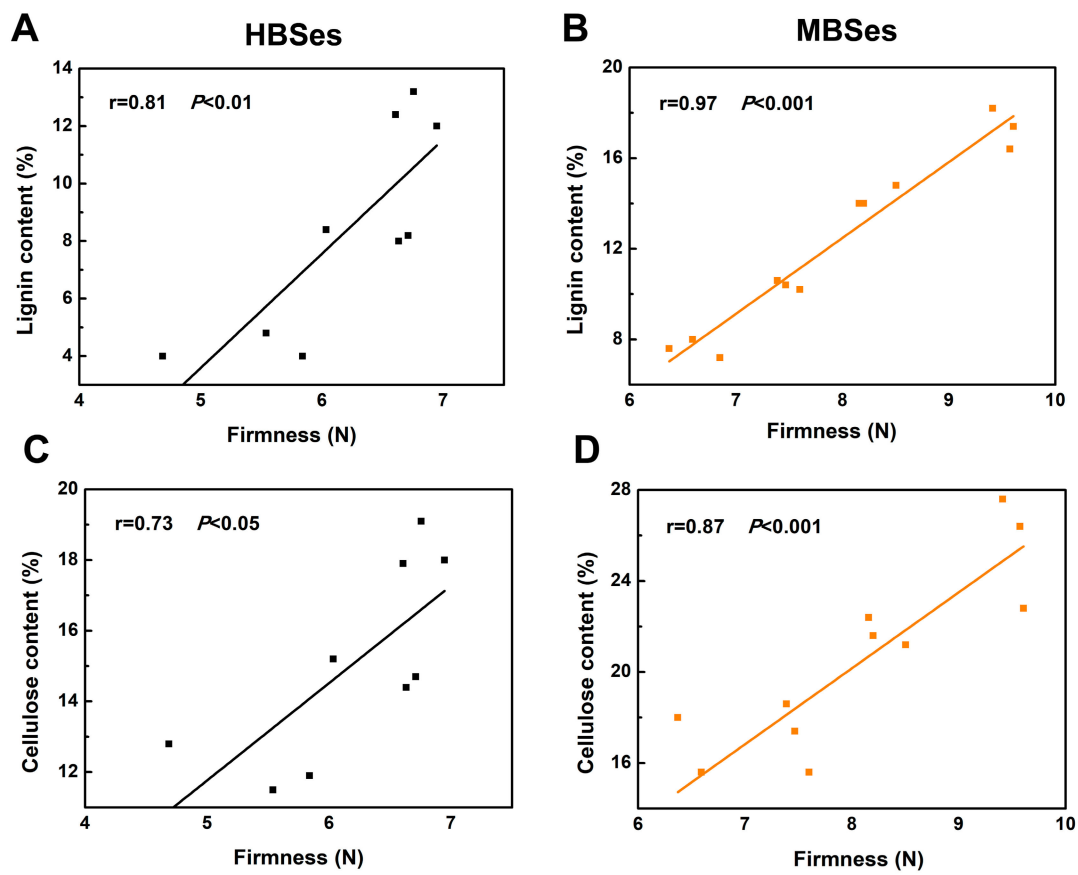 A
HBSes
r=0.81 P<0.01
Lignin content (%)
14
12
10
8
6
4
4 5 6 7
Firmness (N)
B
MBSes
r=0.97 P<0.001
Lignin content (%)
20
16
12
8
6 7 8 9 10
Firmness (N)
C
r=0.73 P<0.05
Cellulose content (%)
20
18
16
14
12
4 5 6 7
Firmness (N)
D
r=0.87 P<0.001
Cellulose content (%)
28
24
20
16
6 7 8 9 10
Firmness (N)